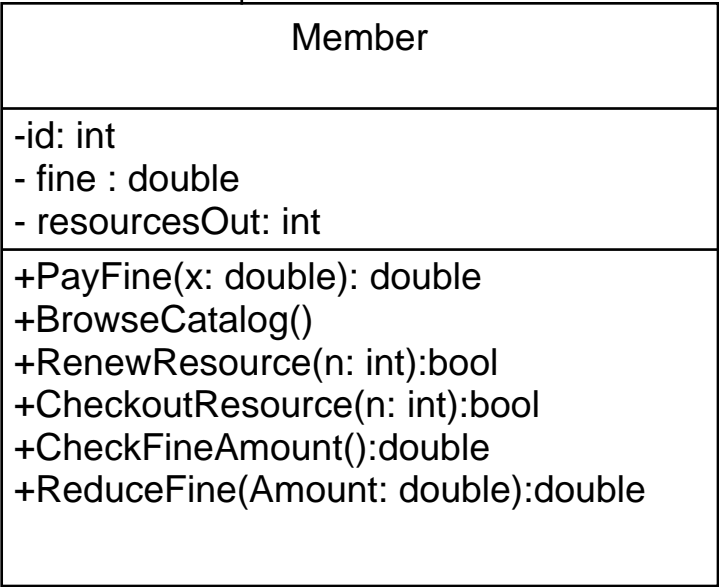 Member
-id: int
- fine : double
- resourcesOut: int
+PayFine(x: double): double
+BrowseCatalog()
+RenewResource(n: int):bool
+CheckoutResource(n: int):bool
+CheckFineAmount():double
+ReduceFine(Amount: double):double